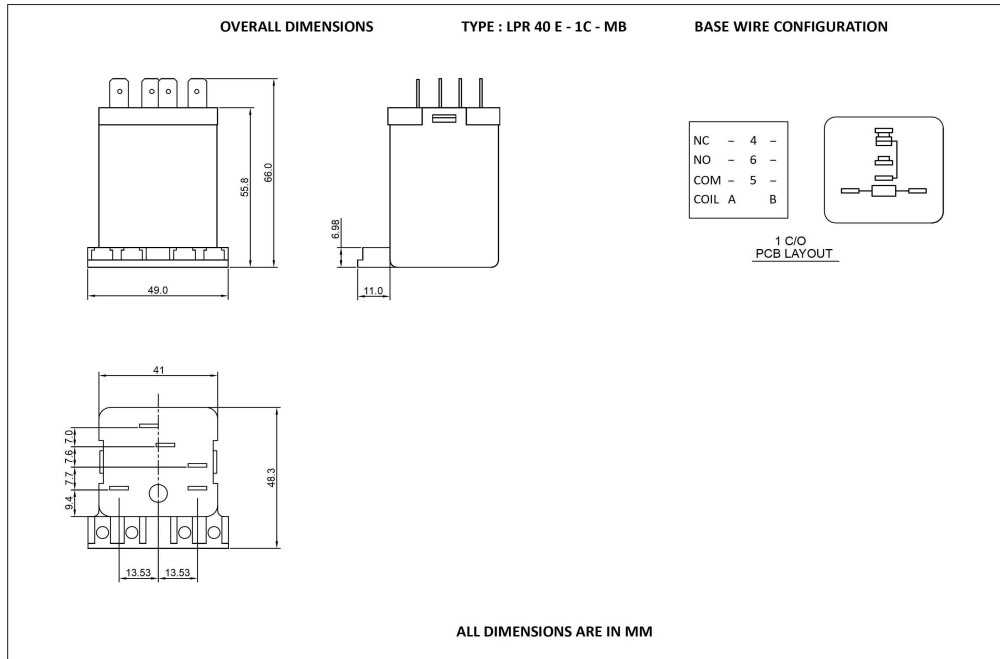 OVERALL DIMENSIONS
TYPE : LPR 40 E - 1C - MB
BASE WIRE CONFIGURATION
55.8
66.0
49.0
6.98
11.0
NC - 4 -
NO - 6 -
COM - 5 -
COIL A B
1 C/O
PCB LAYOUT
41
7.0
7.6
7.7
9.4
48.3
13.53
13.53
ALL DIMENSIONS ARE IN MM